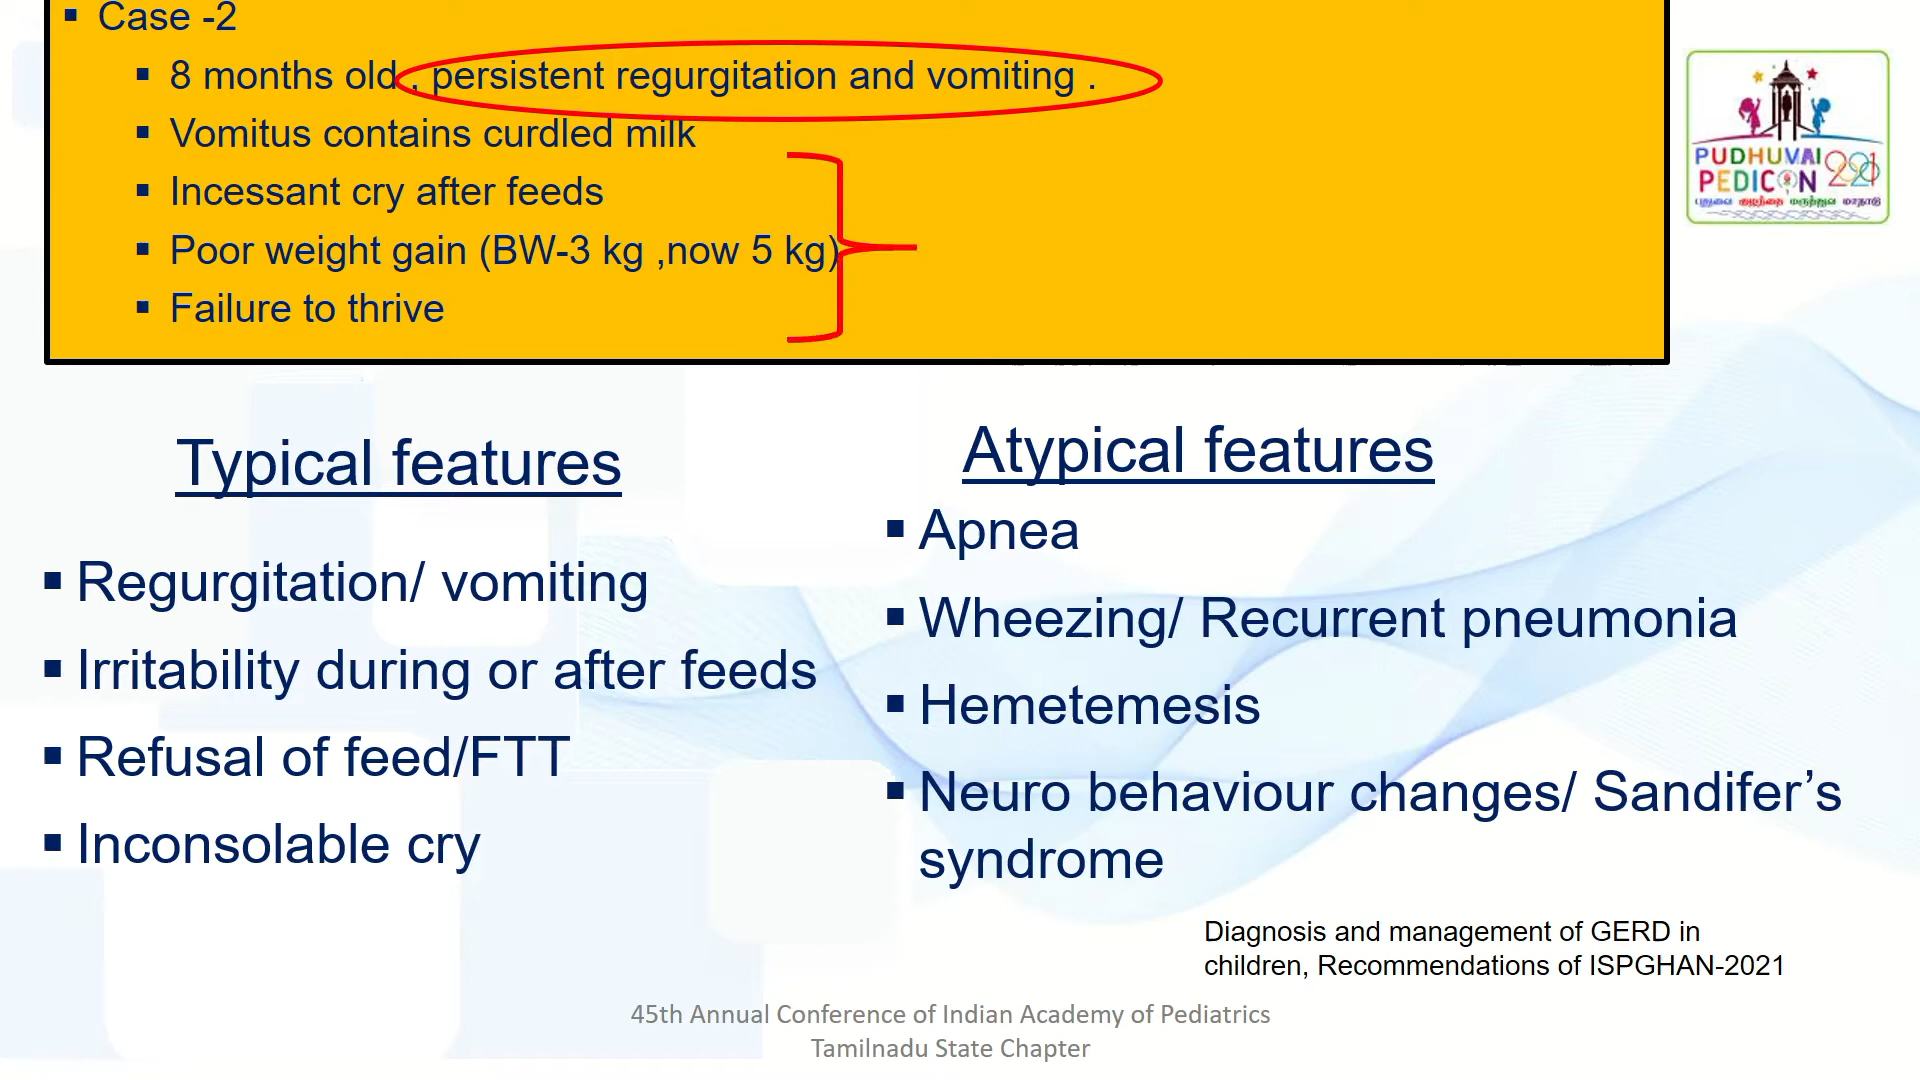 Case -2
8 months old , persistent regurgitation and vomiting .
Vomitus contains curdled milk
Incessant cry after feeds
Poor weight gain (BW-3 kg ,now 5 kg)
Failure to thrive
PUDHUVAI
PEDICON 2021
புதுவை குழந்தை மருத்துவ மாநாடு
Typical features
Regurgitation/ vomiting
Irritability during or after feeds
Refusal of feed/FTT
Inconsolable cry
Atypical features
Apnea
Wheezing/ Recurrent pneumonia
Hemetemesis
Neuro behaviour changes/ Sandifer’s
syndrome
Diagnosis and management of GERD in
children, Recommendations of ISPGHAN-2021
45th Annual Conference of Indian Academy of Pediatrics
Tamilnadu State Chapter